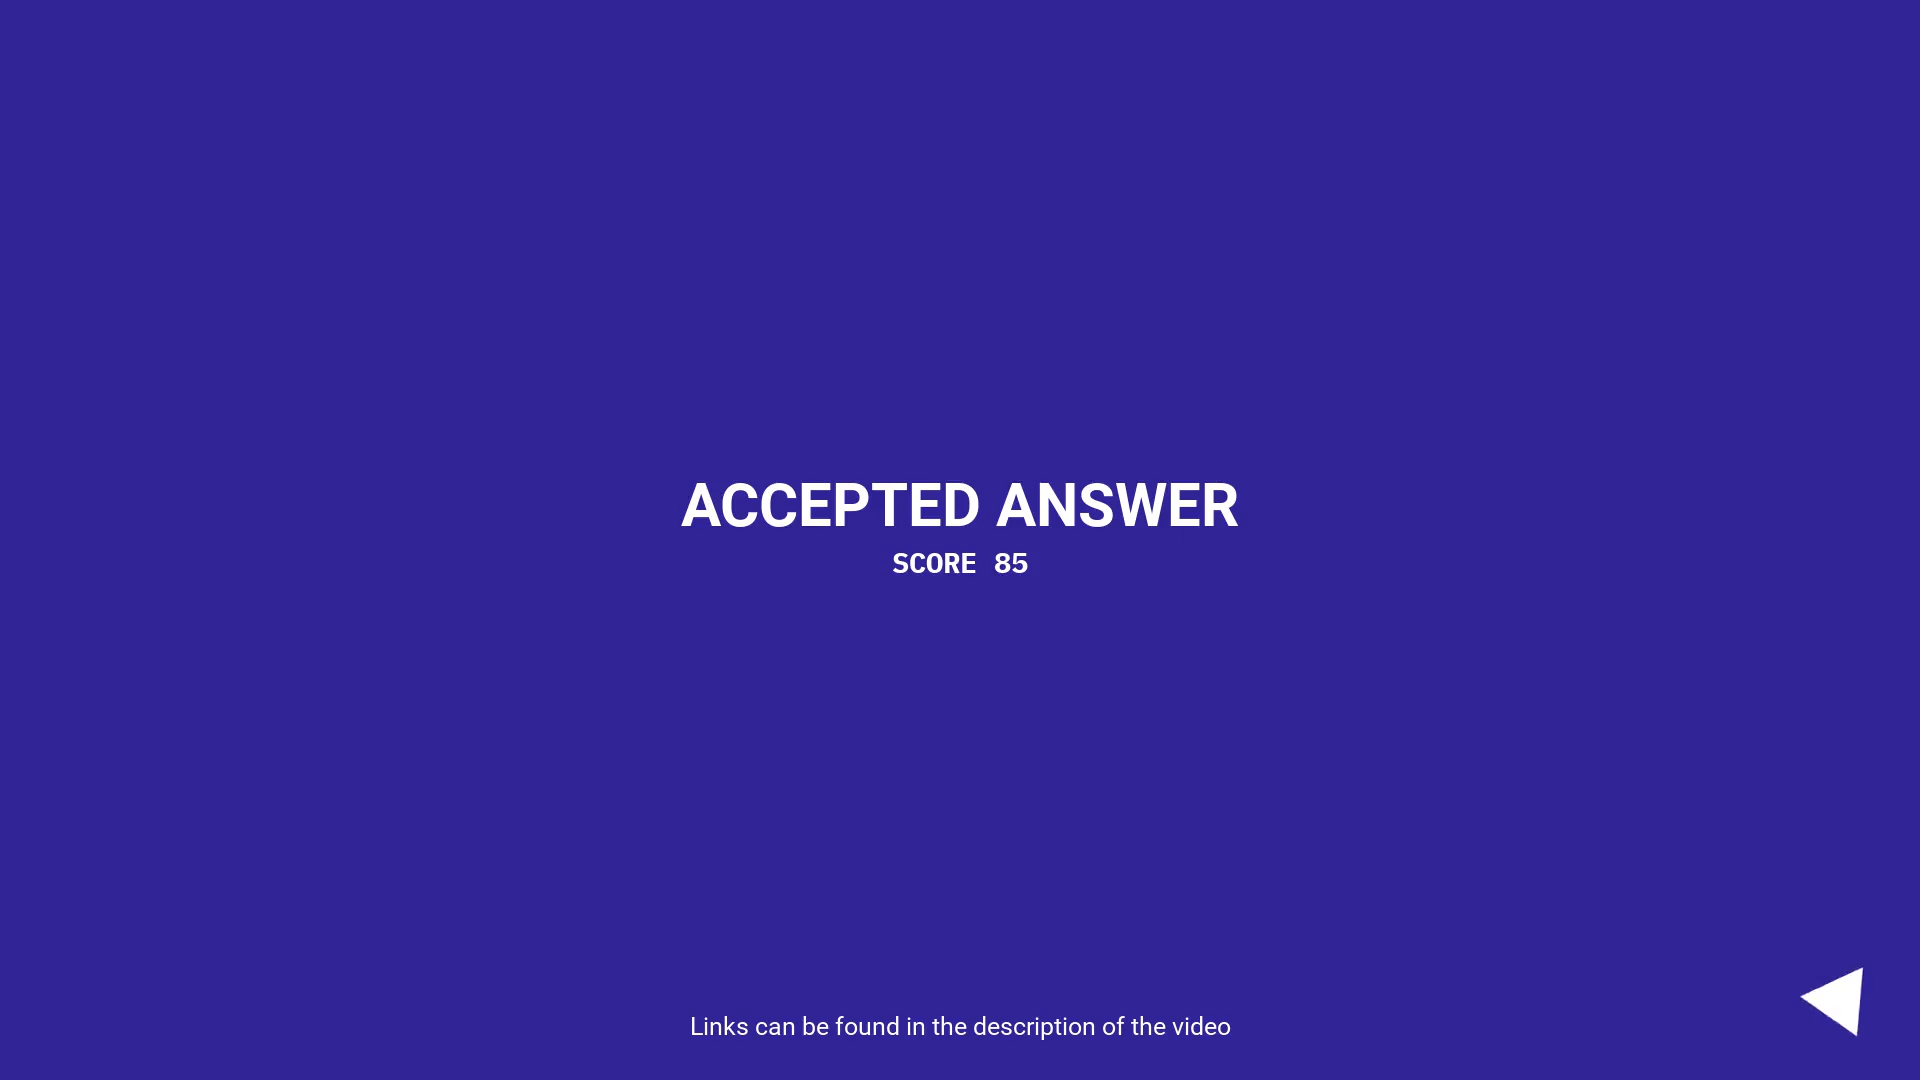 ACCEPTED ANSWER
SCORE 85
Links can be found in the description of the video